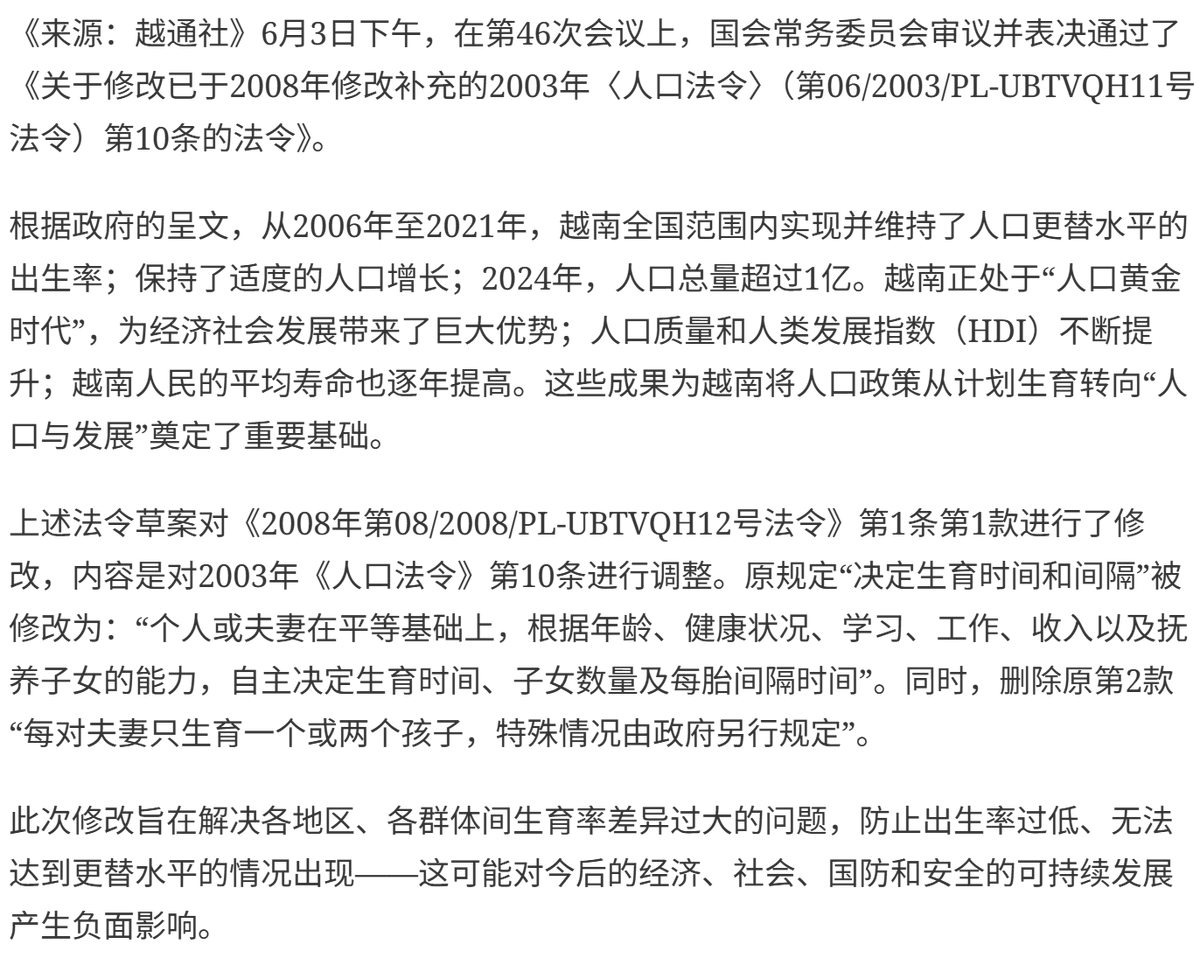 《来源：越通社》6月3日下午，在第46次会议上，国会常务委员会审议并表决通过了
《关于修改已于2008年修改补充的2003年〈人口法令〉（第06/2003/PL-UBTVQH11号
法令）第10条的法令》。
根据政府的呈文，从2006年至2021年，越南全国范围内实现并维持了人口更替水平的
出生率；保持了适度的人口增长；2024年，人口总量超过1亿。越南正处于“人口黄金
时代”，为经济社会发展带来了巨大优势；人口质量和人类发展指数（HDI）不断提
升；越南人民的平均寿命也逐年提高。这些成果为越南将人口政策从计划生育转向“人
口与发展”奠定了重要基础。
上述法令草案对《2008年第08/2008/PL-UBTVQH12号法令》第1条第1款进行了修
改，内容是对2003年《人口法令》第10条进行调整。原规定“决定生育时间和间隔”被
修改为：“个人或夫妻在平等基础上，根据年龄、健康状况、学习、工作、收入以及抚
养子女的能力，自主决定生育时间、子女数量及每胎间隔时间”。同时，删除原第2款
“每对夫妻只生育一个或两个孩子，特殊情况由政府另行规定”。
此次修改旨在解决各地区、各群体间生育率差异过大的问题，防止出生率过低、无法
达到更替水平的情况出现——这可能对今后的经济、社会、国防和安全的可持续发展
产生负面影响。